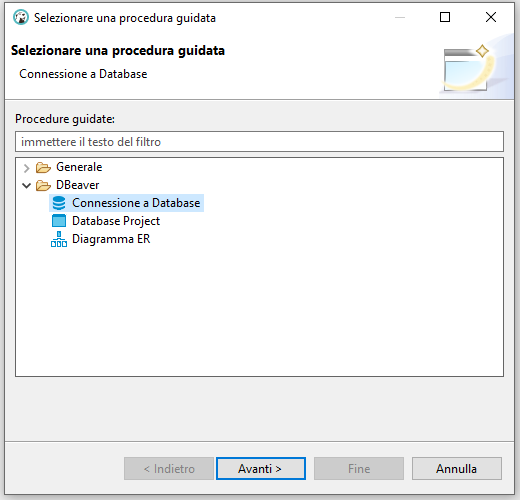 Selezionare una procedura guidata
Selezionare una procedura guidata
Connessione a Database
Procedure guidate:
immettere il testo del filtro
Generale
DBeaver
Connessione a Database
Database Project
Diagramma ER
< Indietro
Avanti >
Fine
Annulla